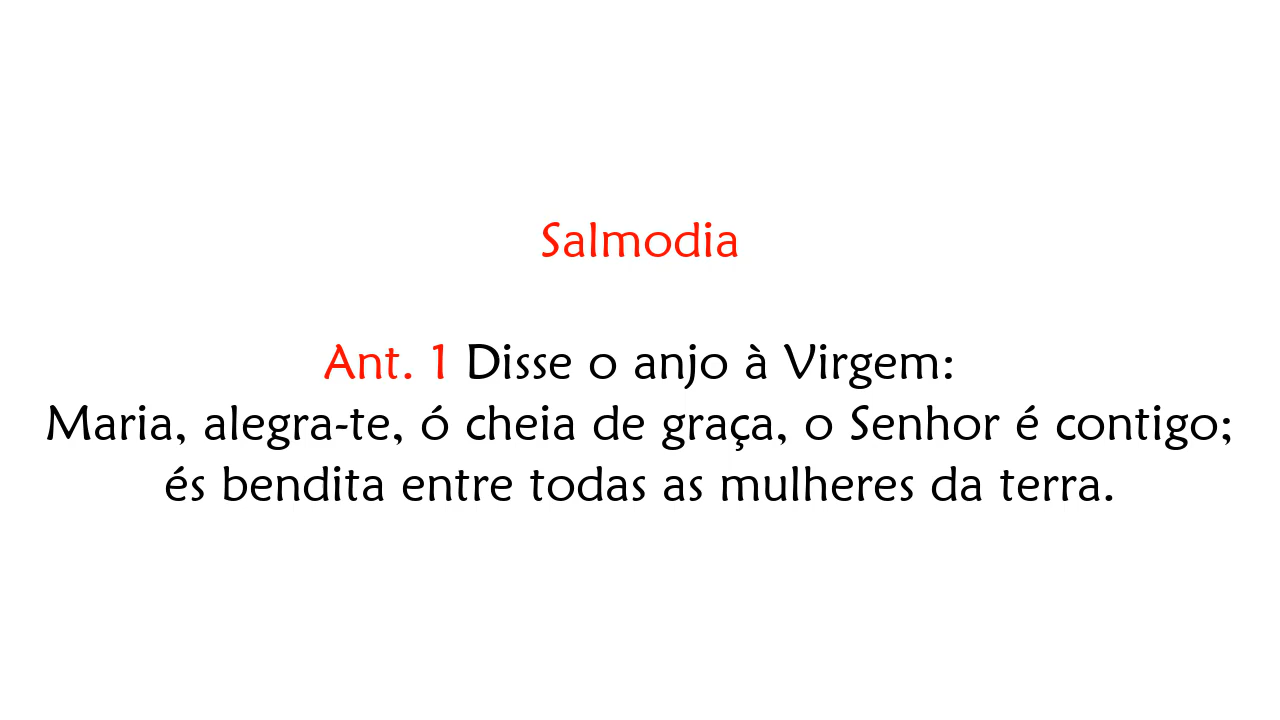 Salmodia
Ant. 1 Disse o anjo à Virgem:
Maria, alegra-te, ó cheia de graça, o Senhor é contigo;
és bendita entre todas as mulheres da terra.